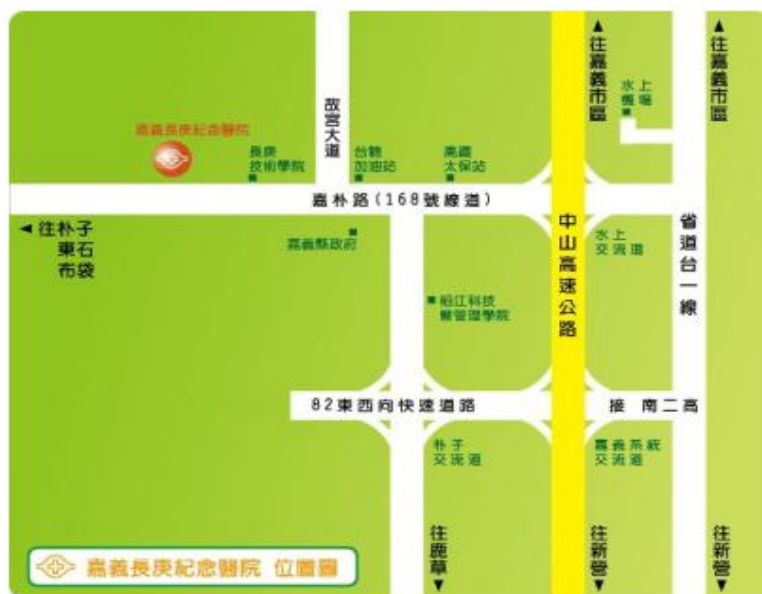 ▲往嘉義市區
▲往嘉義市區
水上
機場
故宮大道
嘉義長庚紀念醫院
長庚
技術學院
台糖
加油站
高鐵
太保站
嘉朴路(168號線道)
◀往朴子
東石
布袋
嘉義縣政府
中山高速公路
水上
交流道
省道台一線
稻江科技
暨管理學院
82東西向快速道路
接 南二高
朴子
交流道
嘉義系統
交流道
往鹿草▼
往新營▼
往新營▼
嘉義長庚紀念醫院 位置圖